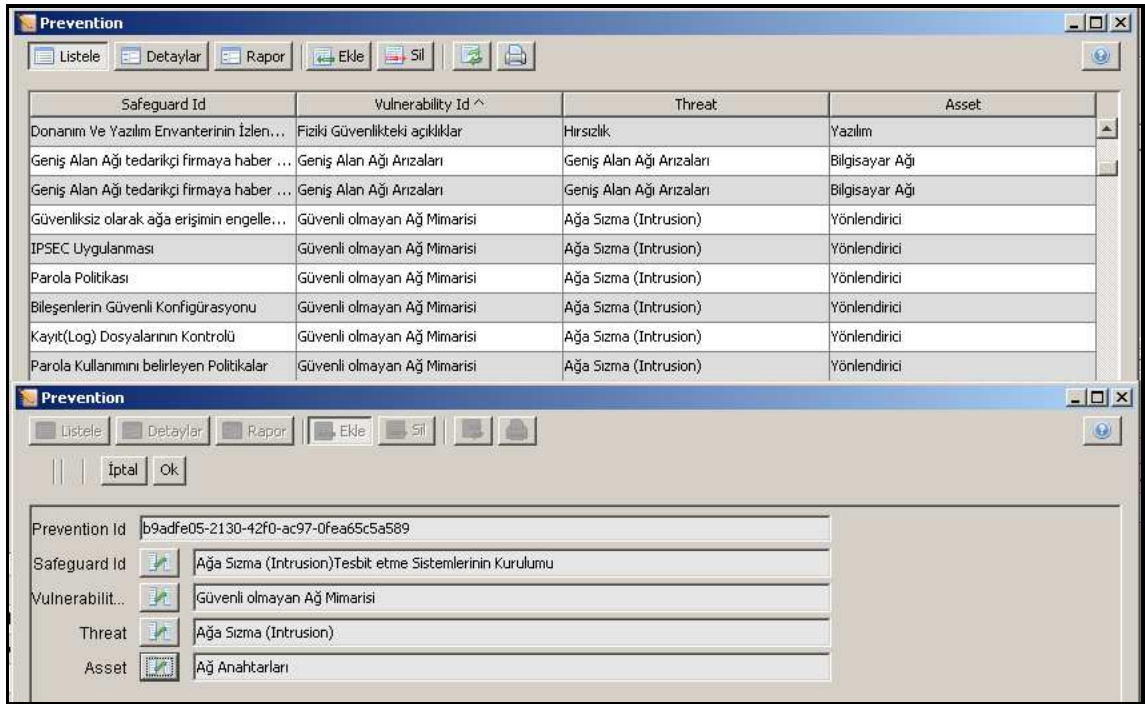 Prevention
Listele Detaylar Rapor Ekle Sil
Safeguard Id Vulnerability Id ^ Threat Asset
Donanım Ve Yazılım Envanterinin İzlen... Fiziki Güvenlikteki açıklıklar Hırsızlık Yazılım
Geniş Alan Ağı tedarikçi firmaya haber ... Geniş Alan Ağı Arızaları Geniş Alan Ağı Arızaları Bilgisayar Ağı
Geniş Alan Ağı tedarikçi firmaya haber ... Geniş Alan Ağı Arızaları Geniş Alan Ağı Arızaları Bilgisayar Ağı
Güvenliksiz olarak ağa erişimin engelle... Güvenli olmayan Ağ Mimarisi Ağa Sızma (Intrusion) Yönlendirici
IPSEC Uygulanması Güvenli olmayan Ağ Mimarisi Ağa Sızma (Intrusion) Yönlendirici
Parola Politikası Güvenli olmayan Ağ Mimarisi Ağa Sızma (Intrusion) Yönlendirici
Bileşenlerin Güvenli Konfigürasyonu Güvenli olmayan Ağ Mimarisi Ağa Sızma (Intrusion) Yönlendirici
Kayıt(Log) Dosyalarının Kontrolü Güvenli olmayan Ağ Mimarisi Ağa Sızma (Intrusion) Yönlendirici
Parola Kullanımını belirleyen Politikalar Güvenli olmayan Ağ Mimarisi Ağa Sızma (Intrusion) Yönlendirici
Prevention
Listele Detaylar Rapor Ekle Sil
İptal Ok
Prevention Id b9adfe05-2130-42f0-ac97-0fea65c5a589
Safeguard Id Ağa Sızma (Intrusion)Tesbit etme Sistemlerinin Kurulumu
Vulnerabilit... Güvenli olmayan Ağ Mimarisi
Threat Ağa Sızma (Intrusion)
Asset Ağ Anahtarları